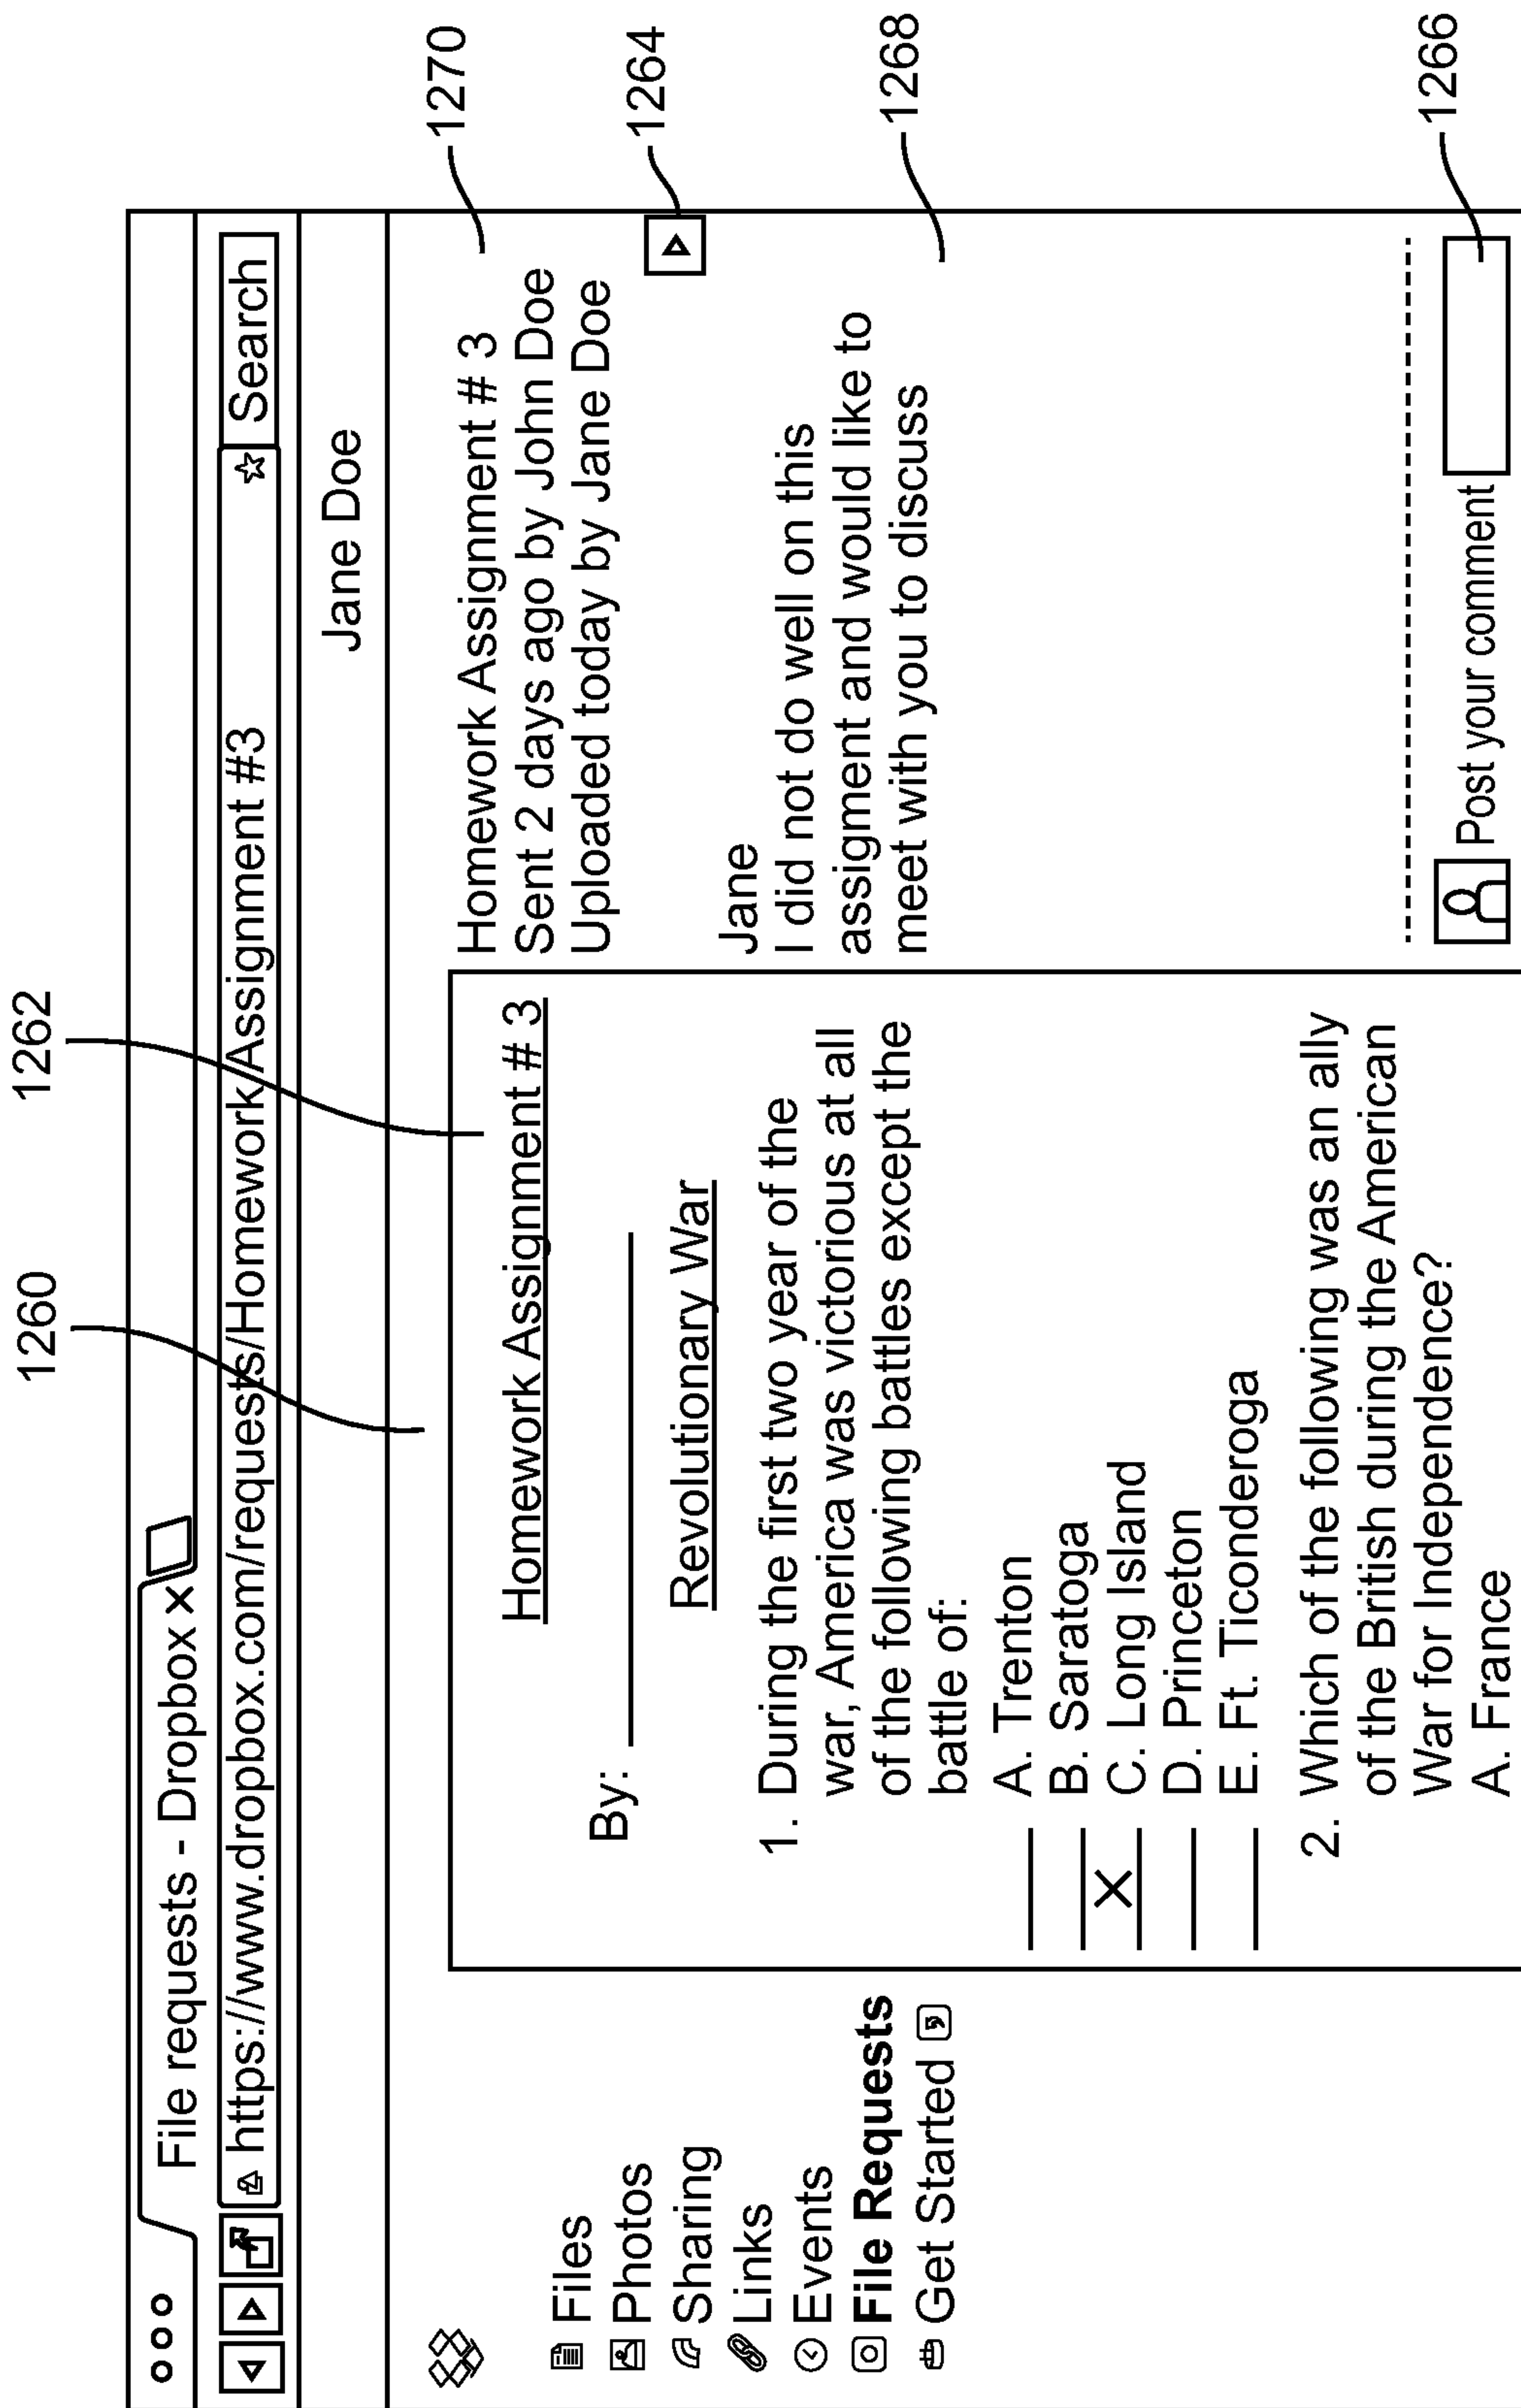 1260
1262
File requests - Dropbox x
https://www.dropbox.com/requests/Homework Assignment #3
Search
Jane Doe
Files
Photos
Sharing
Links
Events
File Requests
Get Started
Homework Assignment # 3
By:
Revolutionary War
1. During the first two year of the
war, America was victorious at all
of the following battles except the
battle of:
A. Trenton
B. Saratoga
X C. Long Island
D. Princeton
E. Ft. Ticonderoga
2. Which of the following was an ally
of the British during the American
War for Independence?
A. France
Homework Assignment # 3
Sent 2 days ago by John Doe
Uploaded today by Jane Doe
Jane
I did not do well on this
assigment and would like to
meet with you to discuss
Post your comment
1270
1264
1268
1266